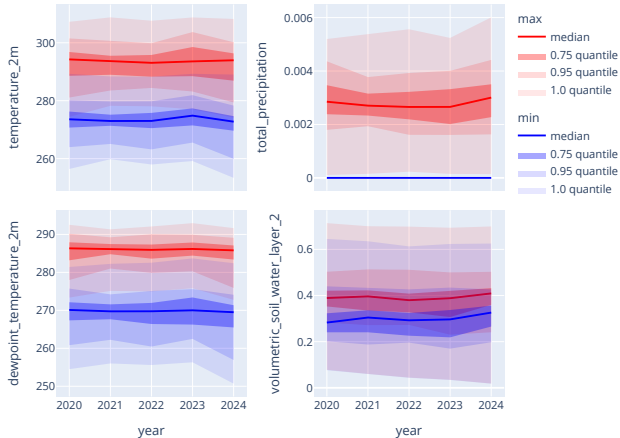 temperature_2m
300
280
260
total_precipitation
0.006
0.004
0.002
0
max
median
0.75 quantile
0.95 quantile
1.0 quantile
min
median
0.75 quantile
0.95 quantile
1.0 quantile
dewpoint_temperature_2m
290
280
270
260
250
2020 2021 2022 2023 2024
year
volumetric_soil_water_layer_2
0.6
0.4
0.2
0
2020 2021 2022 2023 2024
year